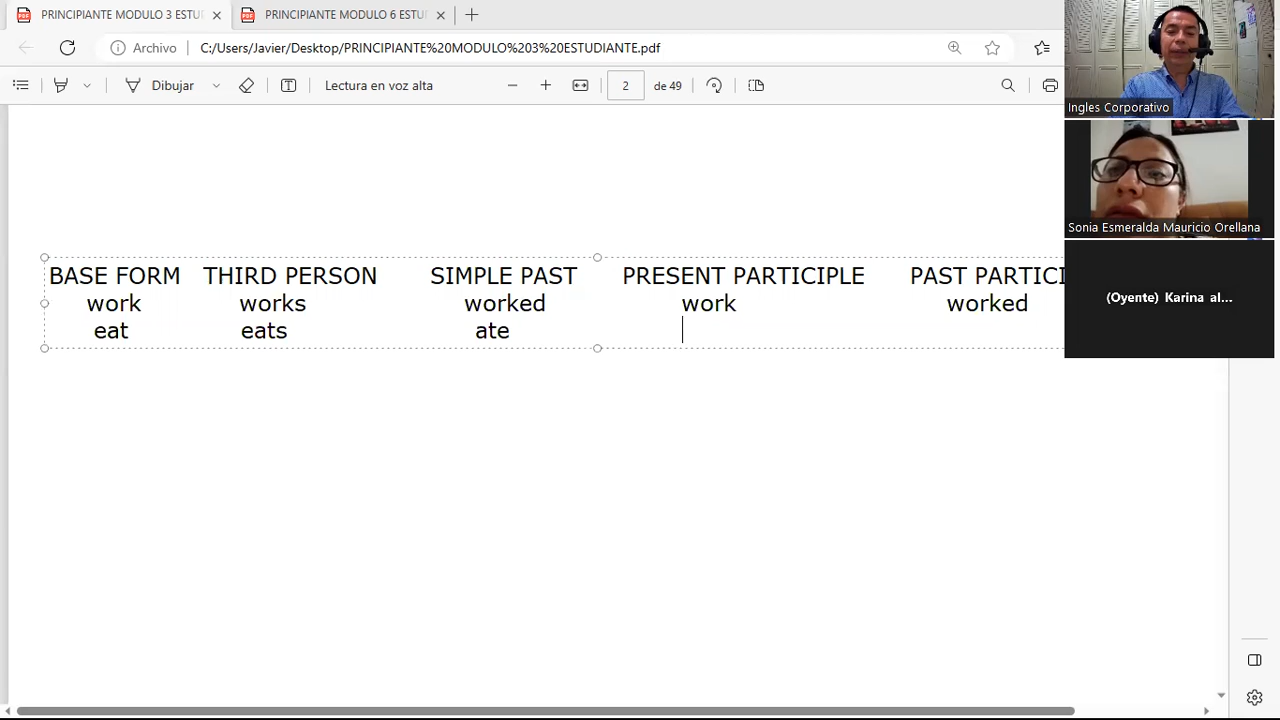 PRINCIPIANTE MODULO 3 ESTU
PRINCIPIANTE MODULO 6 ESTU
Archivo
C:/Users/Javier/Desktop/PRINCIPIANTE%20MODULO%203%20ESTUDIANTE.pdf
Dibujar
Lectura en voz alta
2
de 49
Ingles Corporativo
Sonia Esmeralda Mauricio Orellana
(Oyente) Karina al...
BASE FORM THIRD PERSON SIMPLE PAST PRESENT PARTICIPLE PAST PARTICI
work works worked work worked
eat eats ate